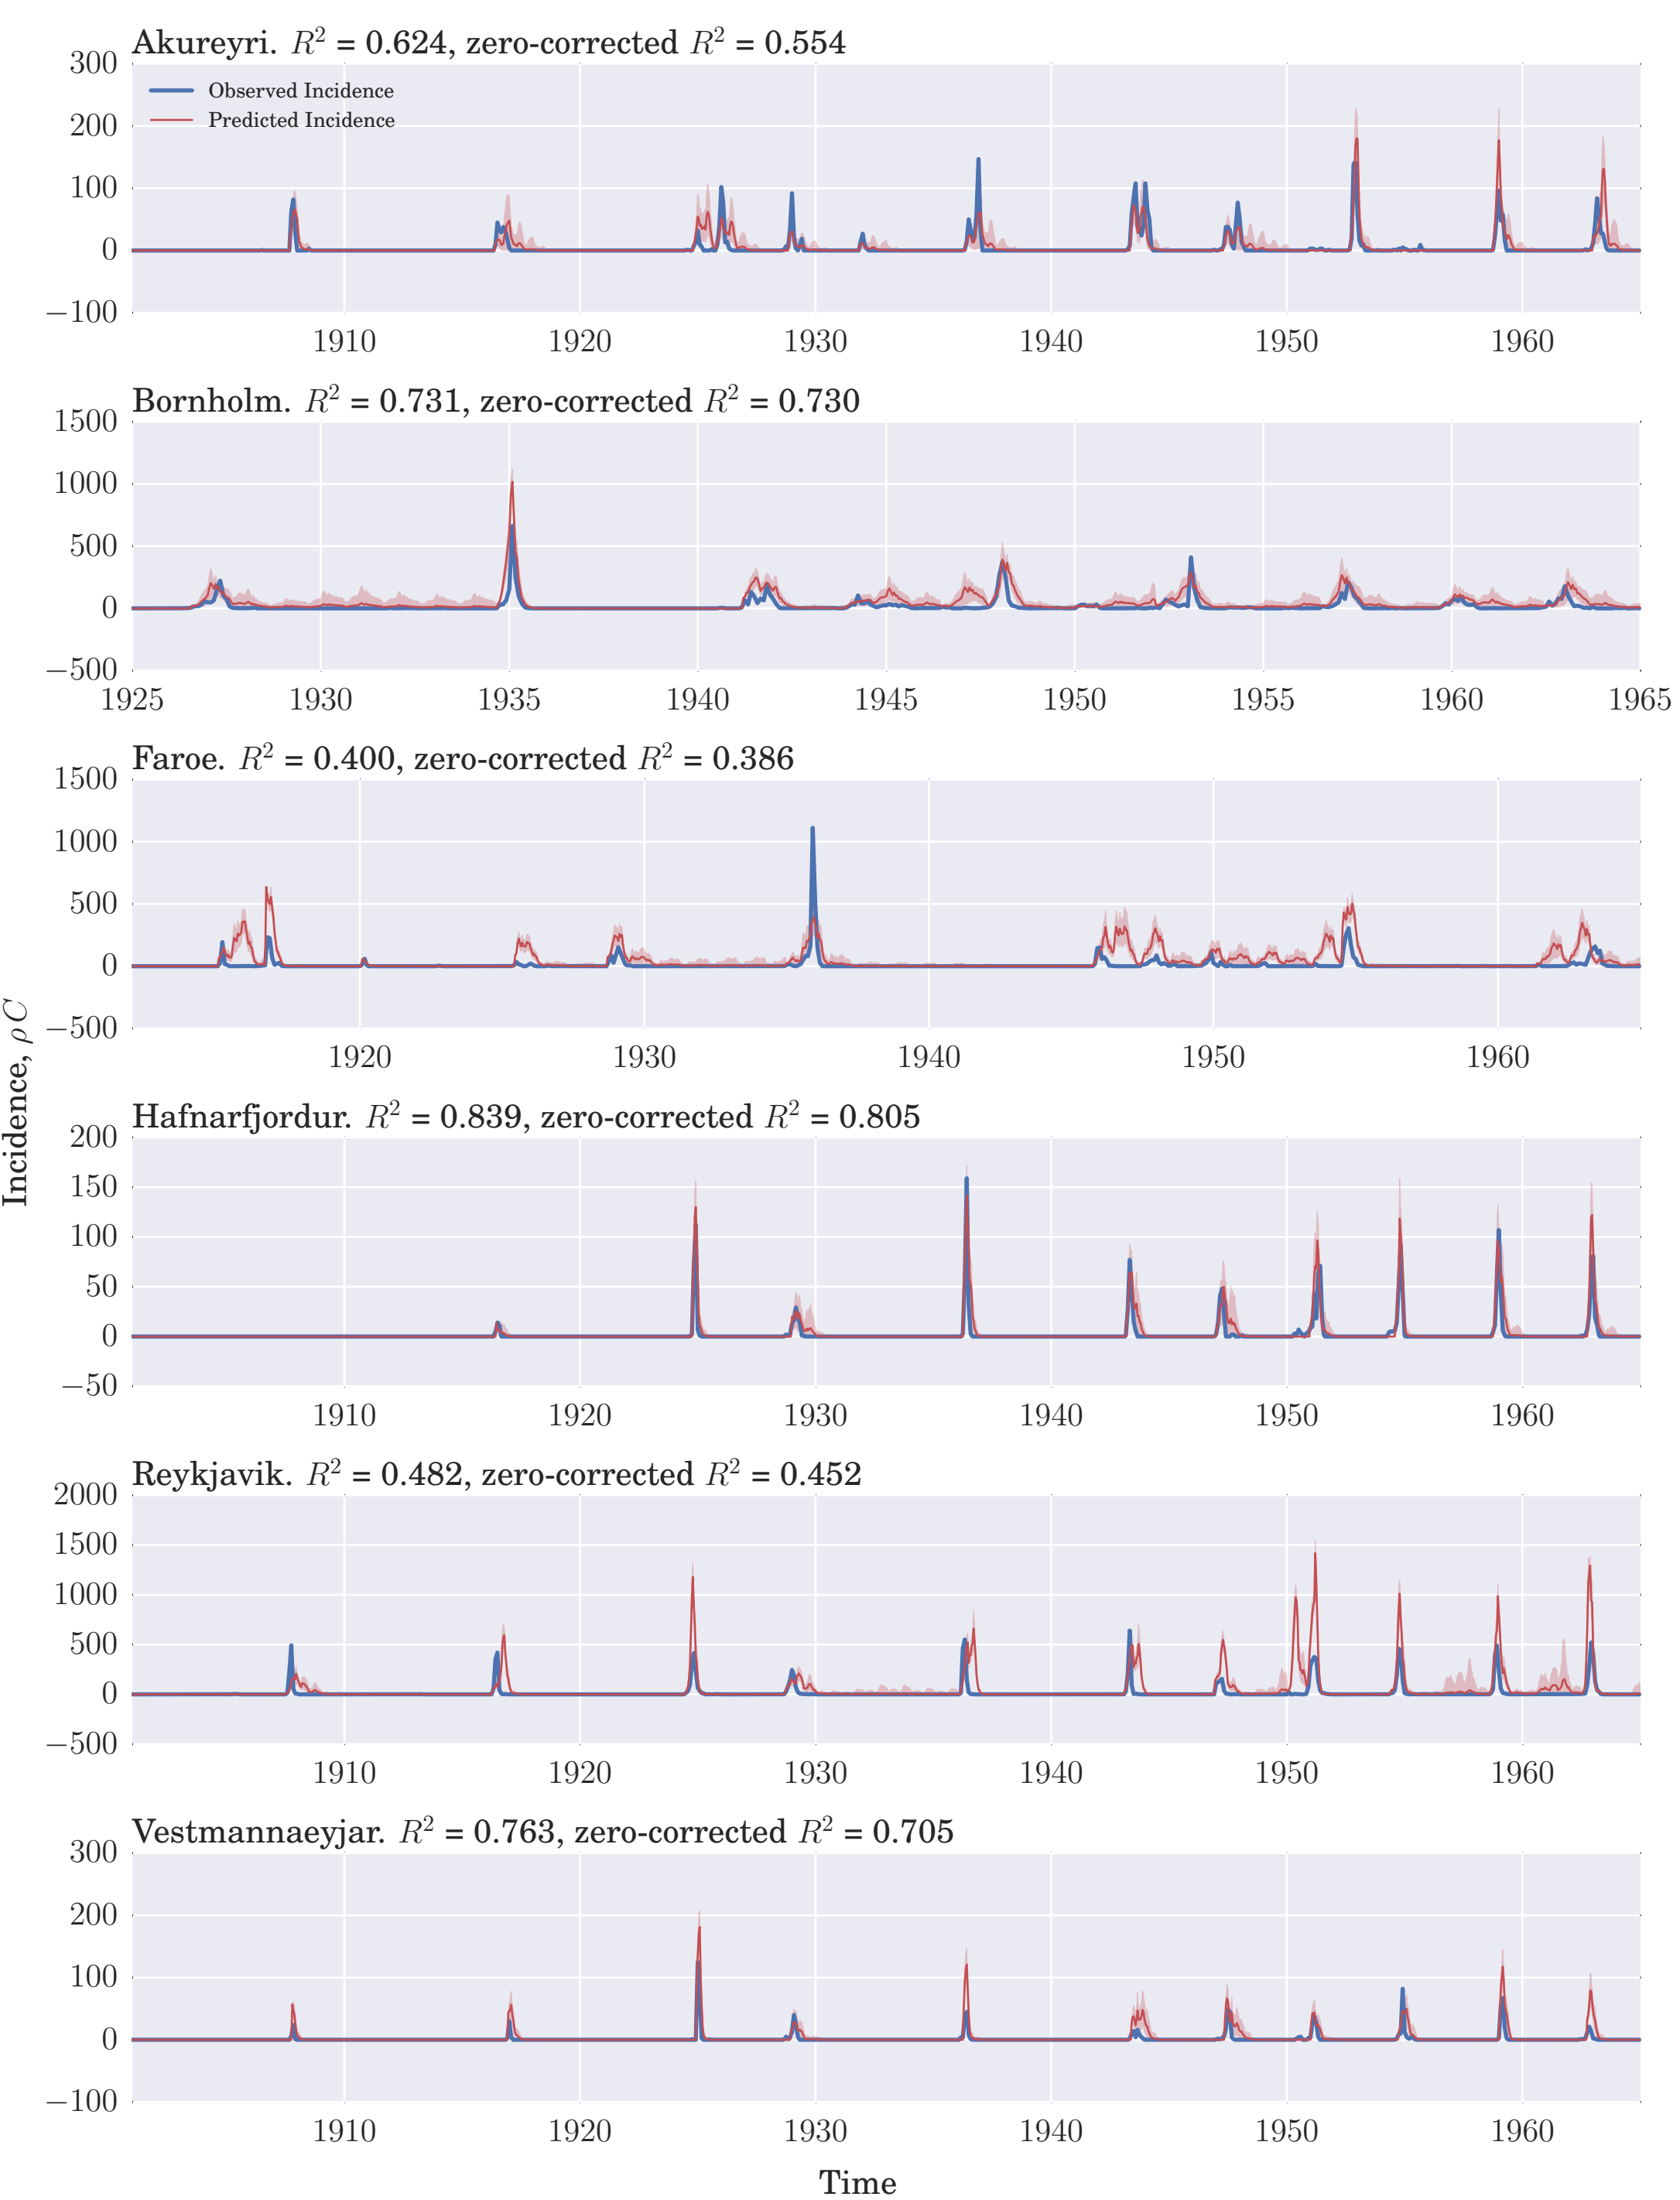 Akureyri. R² = 0.624, zero-corrected R² = 0.554
300
200
100
0
−100
Observed Incidence
Predicted Incidence
1910 1920 1930 1940 1950 1960
Bornholm. R² = 0.731, zero-corrected R² = 0.730
1500
1000
500
0
−500
1925 1930 1935 1940 1945 1950 1955 1960 1965
Faroe. R² = 0.400, zero-corrected R² = 0.386
1500
1000
500
0
−500
1920 1930 1940 1950 1960
Incidence, ρC
Hafnarfjordur. R² = 0.839, zero-corrected R² = 0.805
200
150
100
50
0
−50
1910 1920 1930 1940 1950 1960
Reykjavik. R² = 0.482, zero-corrected R² = 0.452
2000
1500
1000
500
0
−500
1910 1920 1930 1940 1950 1960
Vestmannaeyjar. R² = 0.763, zero-corrected R² = 0.705
300
200
100
0
−100
1910 1920 1930 1940 1950 1960
Time